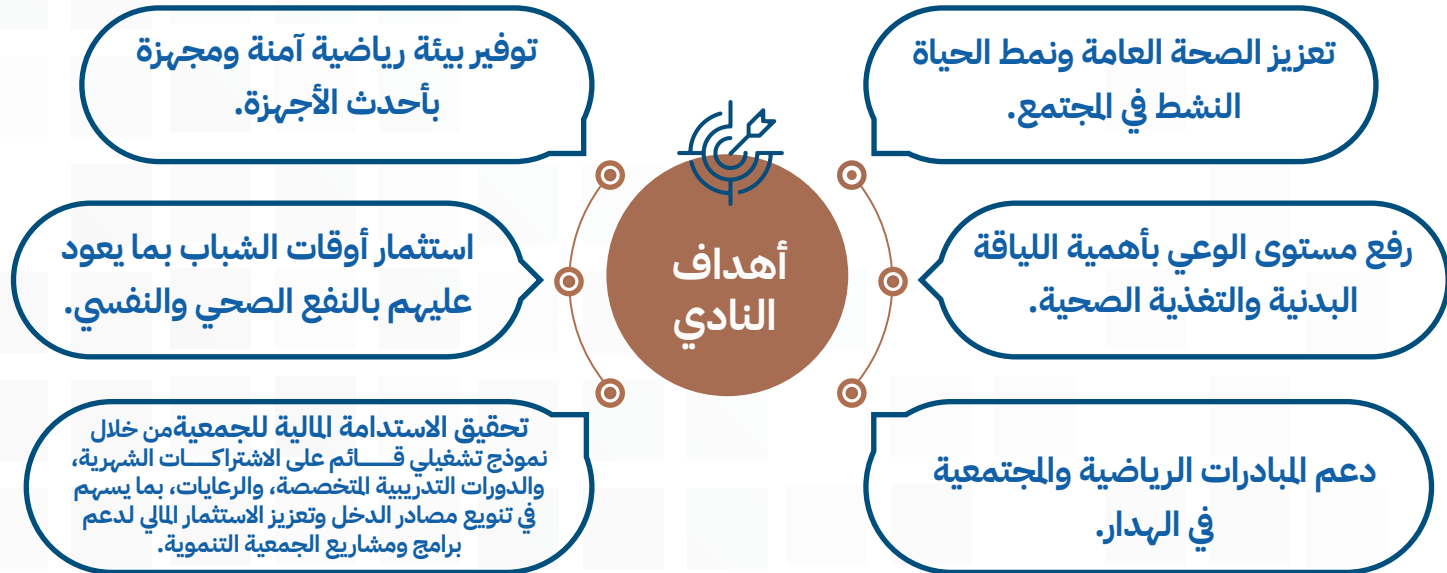 أهداف
النادي
تعزيز الصحة العامة ونمط الحياة
النشط في المجتمع.
رفع مستوى الوعي بأهمية اللياقة
البدنية والتغذية الصحية.
دعم المبادرات الرياضية والمجتمعية
في الهدار.
توفير بيئة رياضية آمنة ومجهزة
بأحدث الأجهزة.
استثمار أوقات الشباب بما يعود
عليهم بالنفع الصحي والنفسي.
تحقيق الاستدامة المالية للجمعيةمن خلال
نموذج تشغيلي قـــــائم على الاشتراكـــــات الشهرية،
والدورات التدريبية المتخصصة، والرعايات، بما يسهم
في تنويع مصادر الدخل وتعزيز الاستثمار المالي لدعم
برامج ومشاريع الجمعية التنموية.